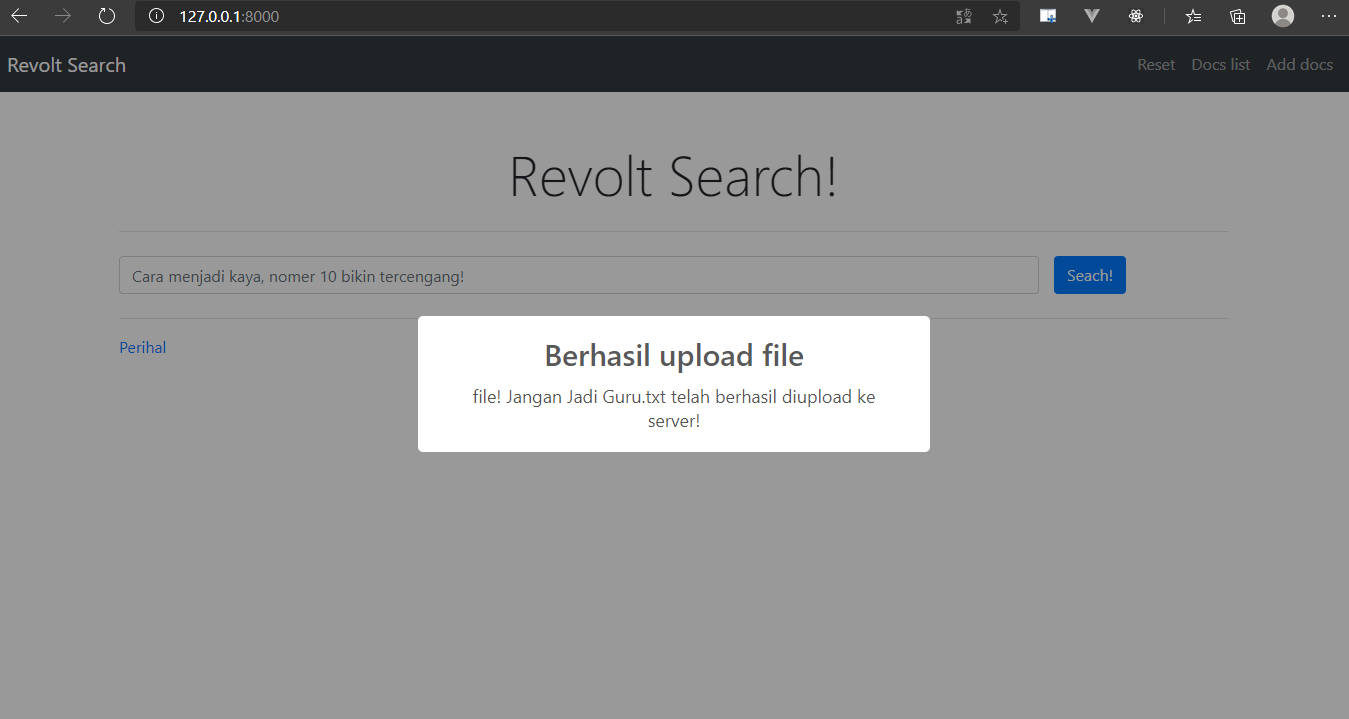 127.0.0.1:8000
Revolt Search
Reset Docs list Add docs
Revolt Search!
Cara menjadi kaya, nomer 10 bikin tercengang!
Seach!
Perihal
Berhasil upload file
file! Jangan Jadi Guru.txt telah berhasil diupload ke
server!